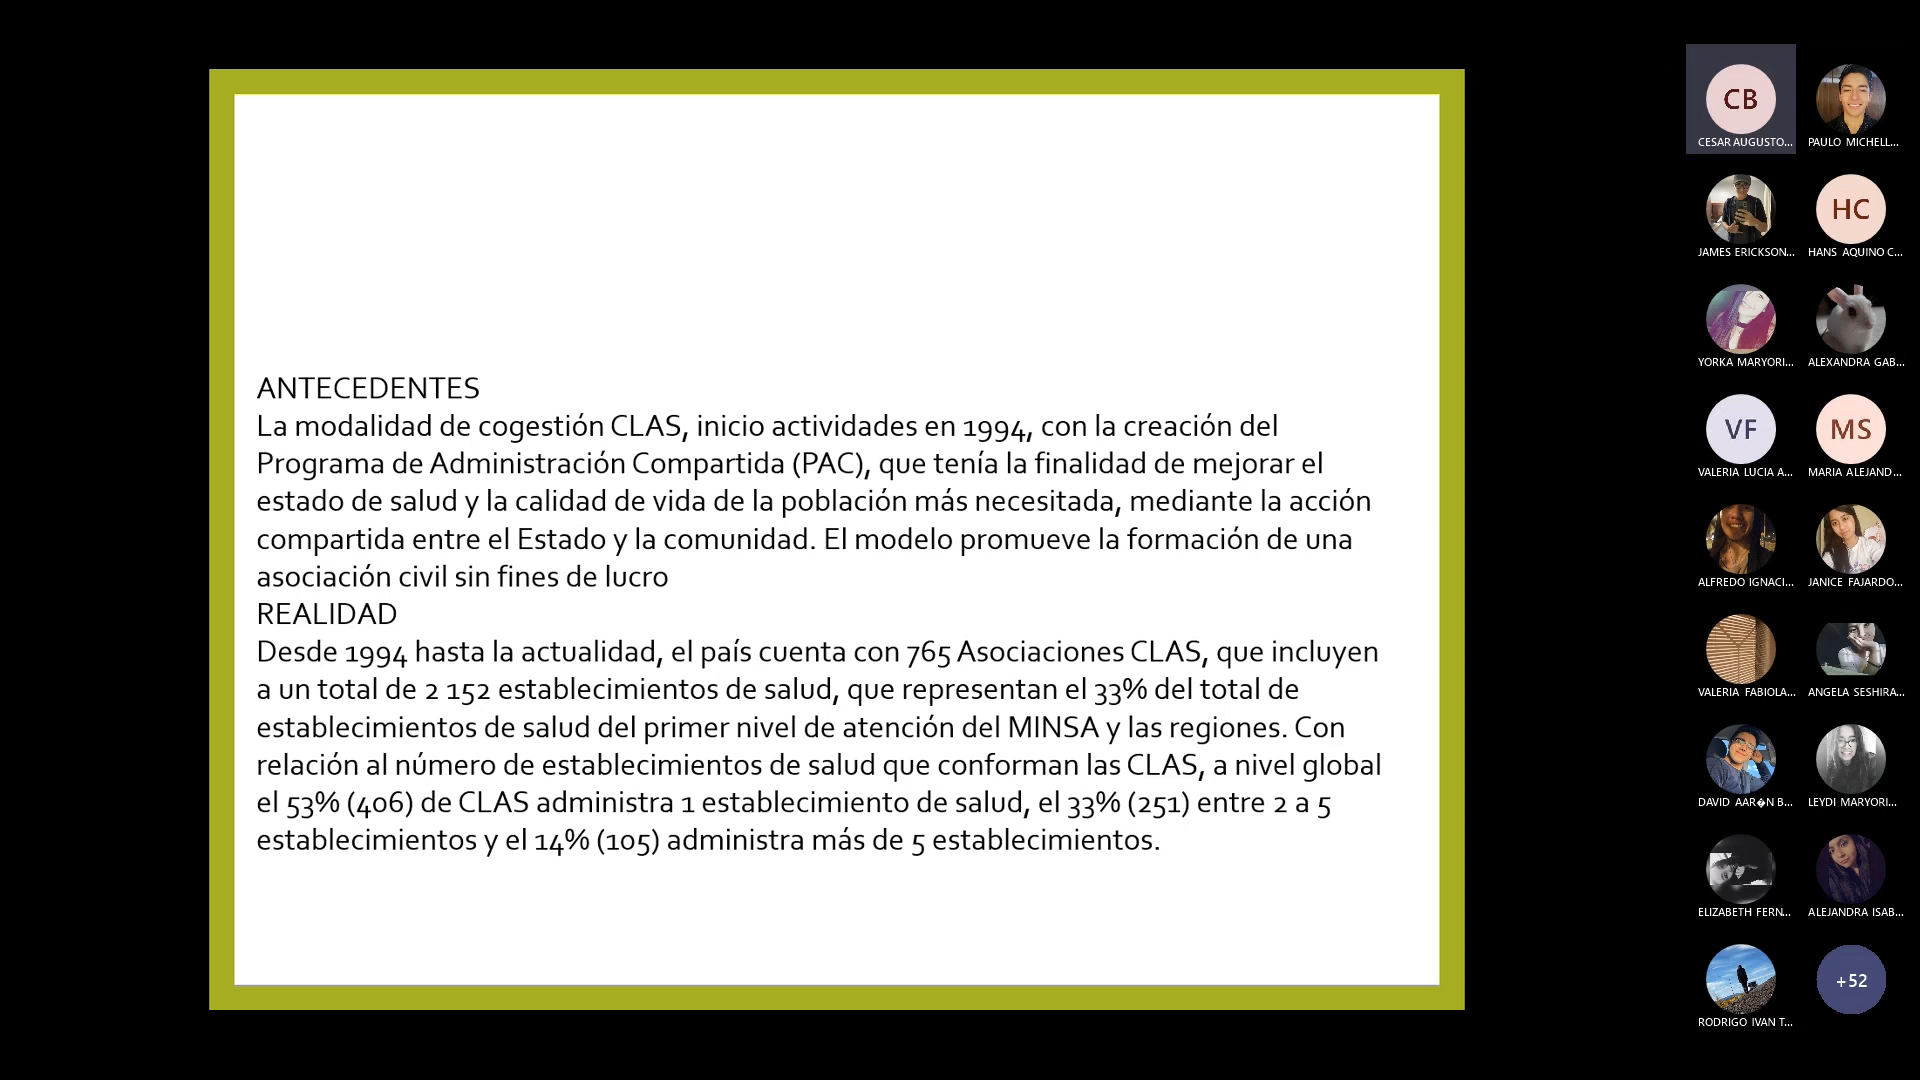 ANTECEDENTES
La modalidad de cogestión CLAS, inicio actividades en 1994, con la creación del
Programa de Administración Compartida (PAC), que tenía la finalidad de mejorar el
estado de salud y la calidad de vida de la población más necesitada, mediante la acción
compartida entre el Estado y la comunidad. El modelo promueve la formación de una
asociación civil sin fines de lucro
REALIDAD
Desde 1994 hasta la actualidad, el país cuenta con 765 Asociaciones CLAS, que incluyen
a un total de 2 152 establecimientos de salud, que representan el 33% del total de
establecimientos de salud del primer nivel de atención del MINSA y las regiones. Con
relación al número de establecimientos de salud que conforman las CLAS, a nivel global
el 53% (406) de CLAS administra 1 establecimiento de salud, el 33% (251) entre 2 a 5
establecimientos y el 14% (105) administra más de 5 establecimientos.
CB
CESAR AUGUSTO...
PAULO MICHELL...
JAMES ERICKSON...
HC
HANS AQUINO C...
YORKA MARYORI...
ALEXANDRA GAB...
VF
VALERIA LUCIA A...
MS
MARIA ALEJAND...
ALFREDO IGNACI...
JANICE FAJARDO...
VALERIA FABIOLA...
ANGELA SESHIRA...
DAVID AAR�N B...
LEYDI MARYORI...
ELIZABETH FERN...
ALEJANDRA ISAB...
RODRIGO IVAN T...
+52